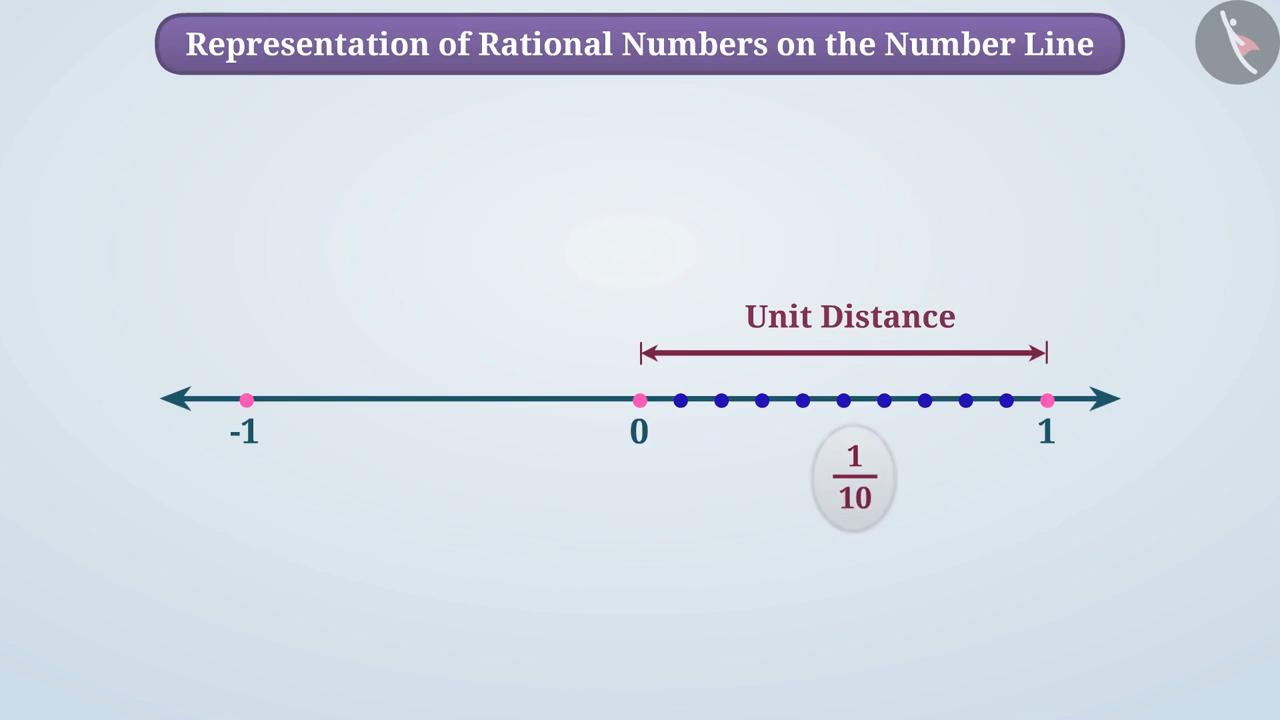 Representation of Rational Numbers on the Number Line
Unit Distance
-1 0 1
1
10